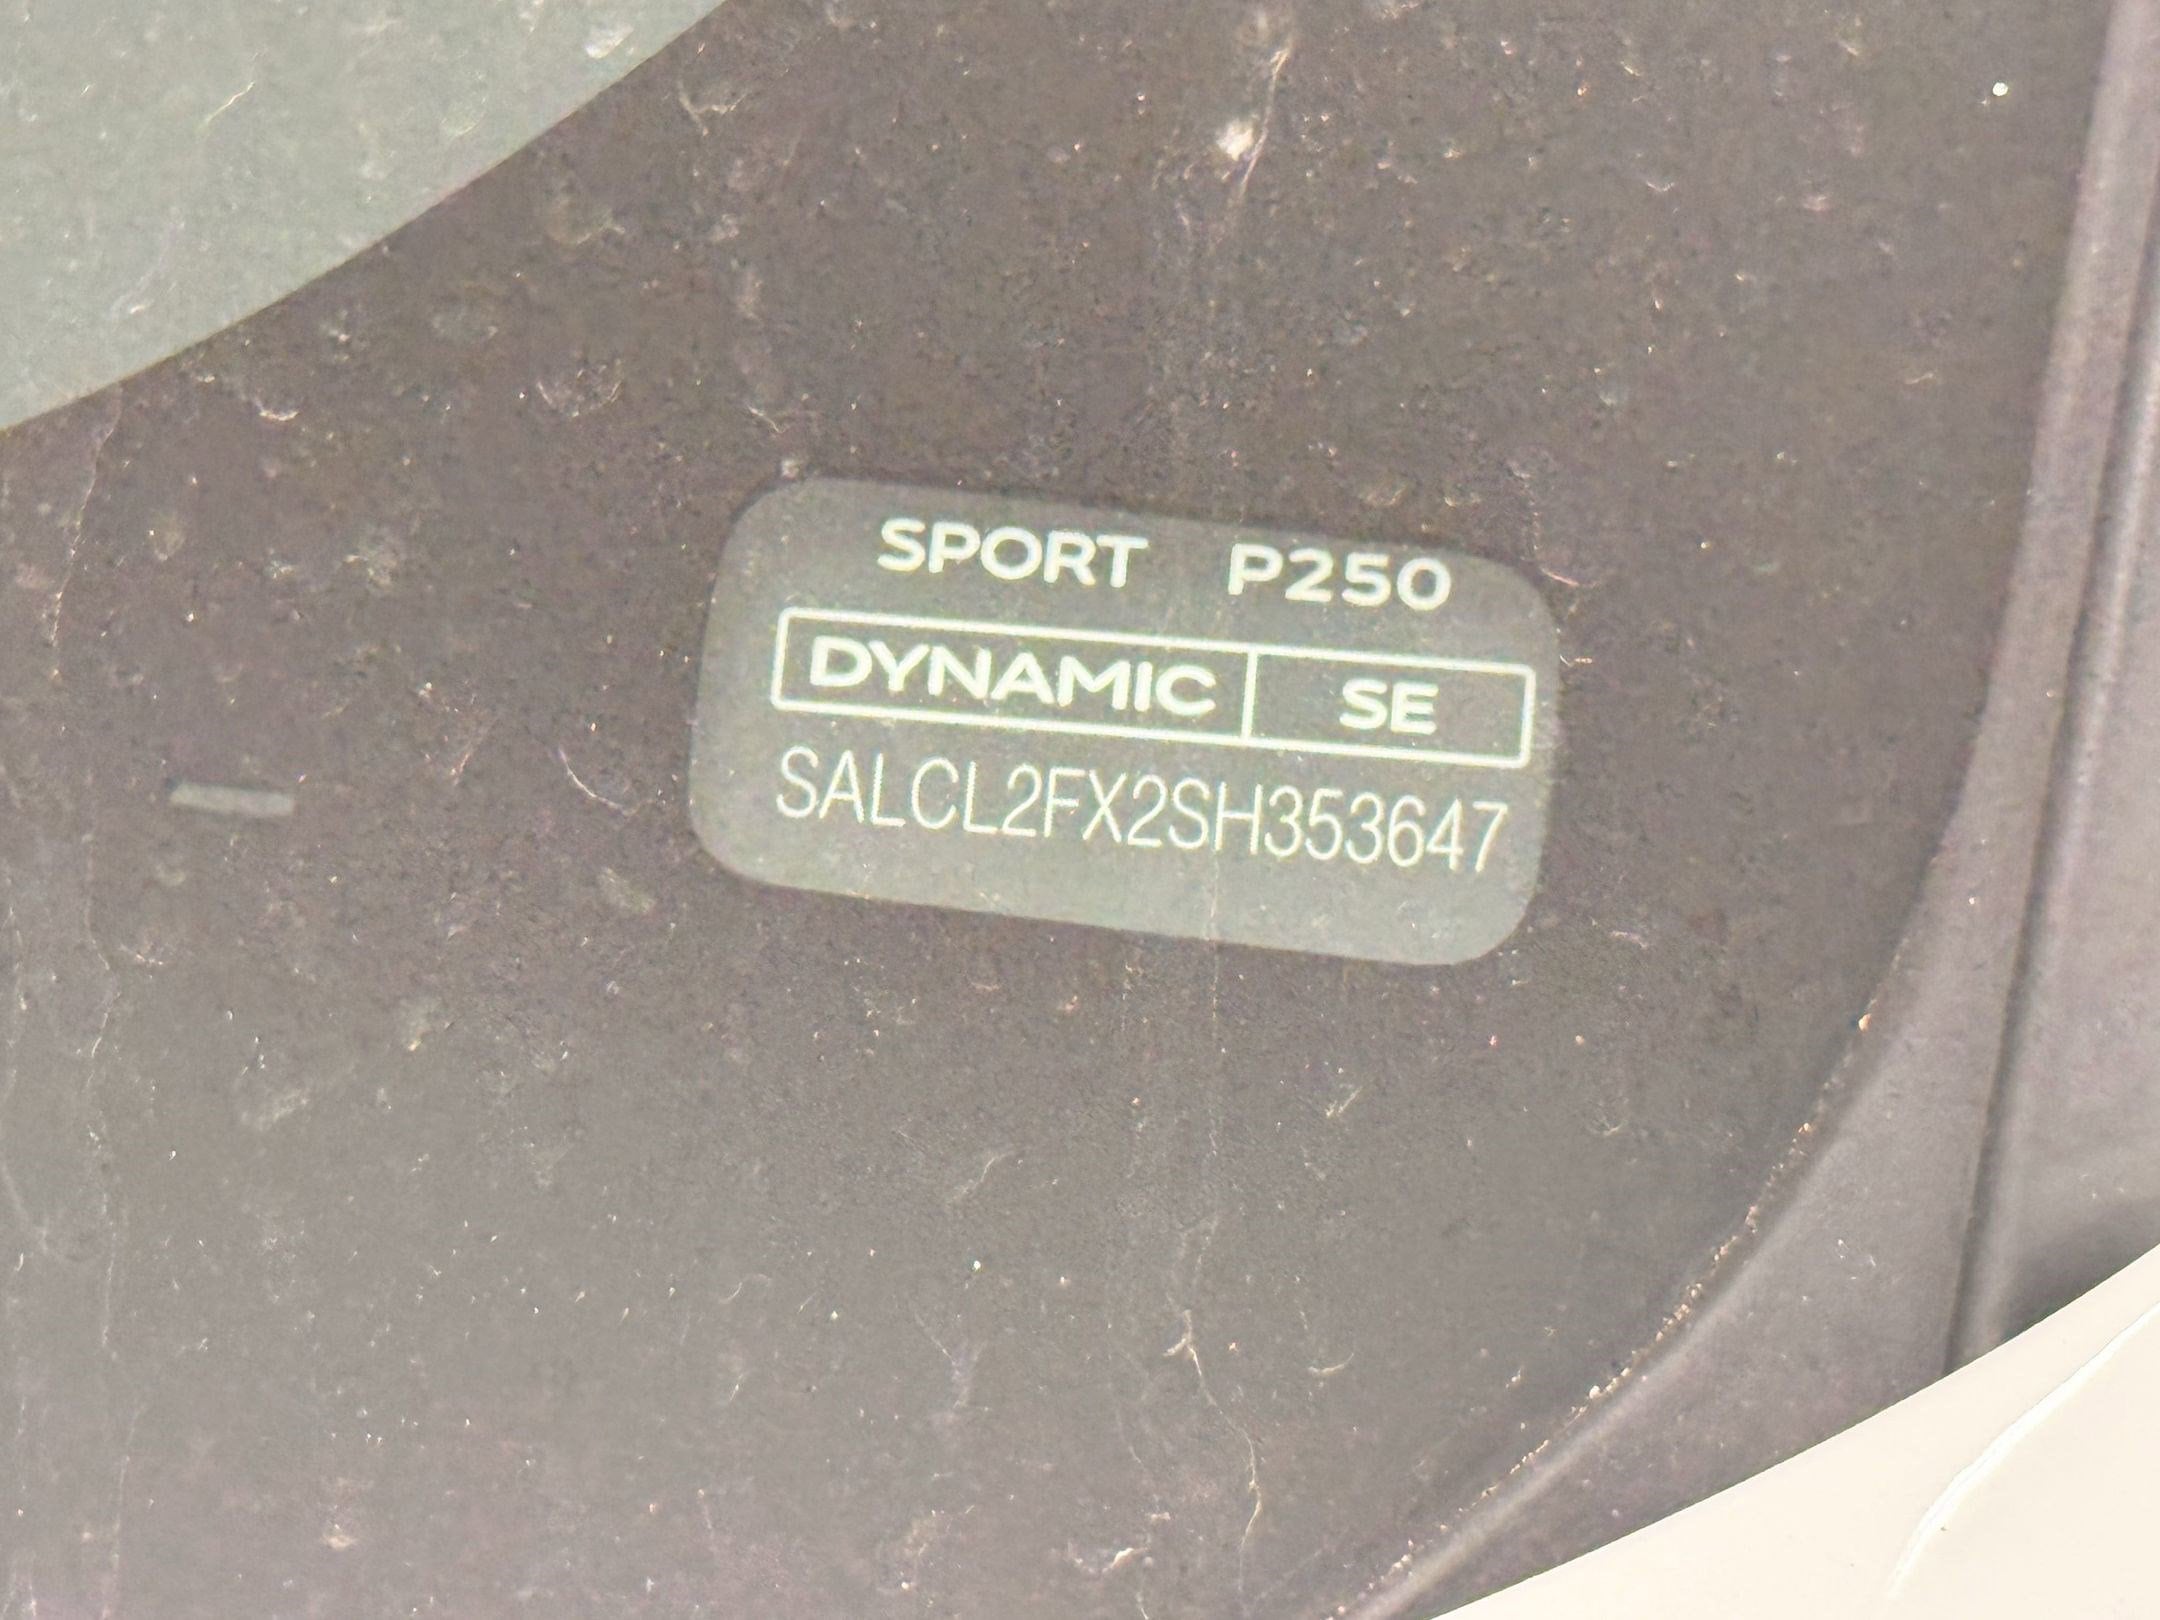 SPORT P250
DYNAMIC SE
SALCL2FX2SH353647